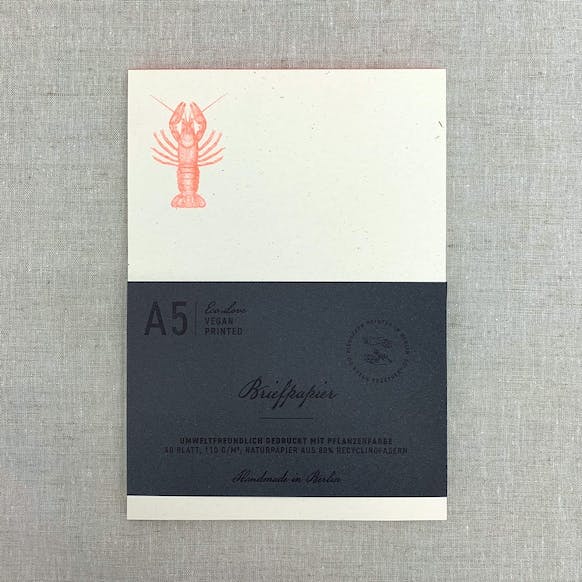 A5
Eco Love
VEGAN
PRINTED
Briefpapier
UMWELTFREUNDLICH GEDRUCKT MIT PFLANZENFARBE
40 BLATT, 110 G/M², NATURPAPIER AUS 80% RECYCLINGFASERN
Handmade in Berlin